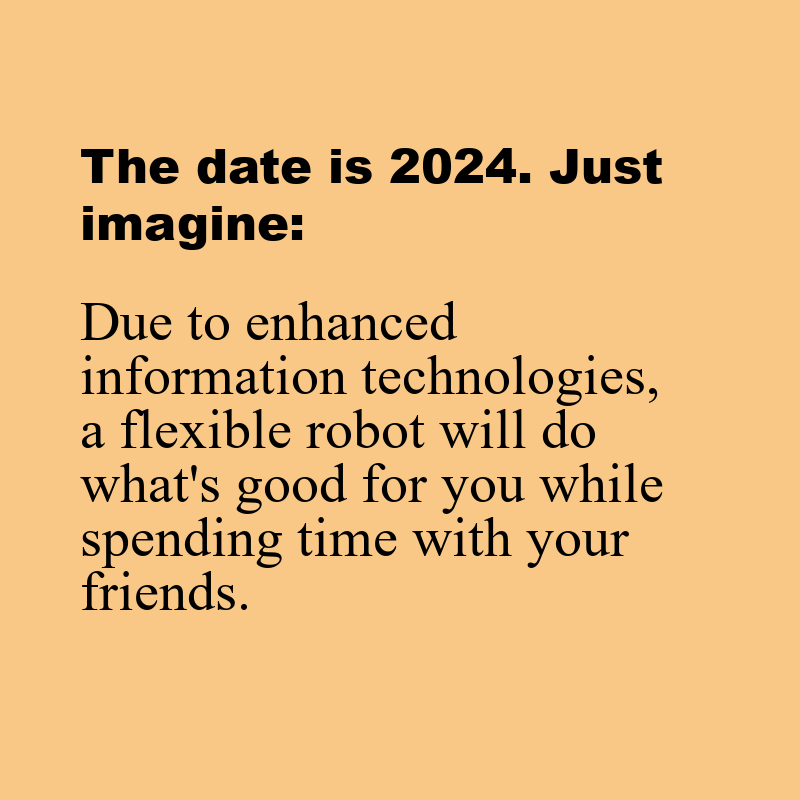 The date is 2024. Just
imagine:
Due to enhanced
information technologies,
a flexible robot will do
what's good for you while
spending time with your
friends.